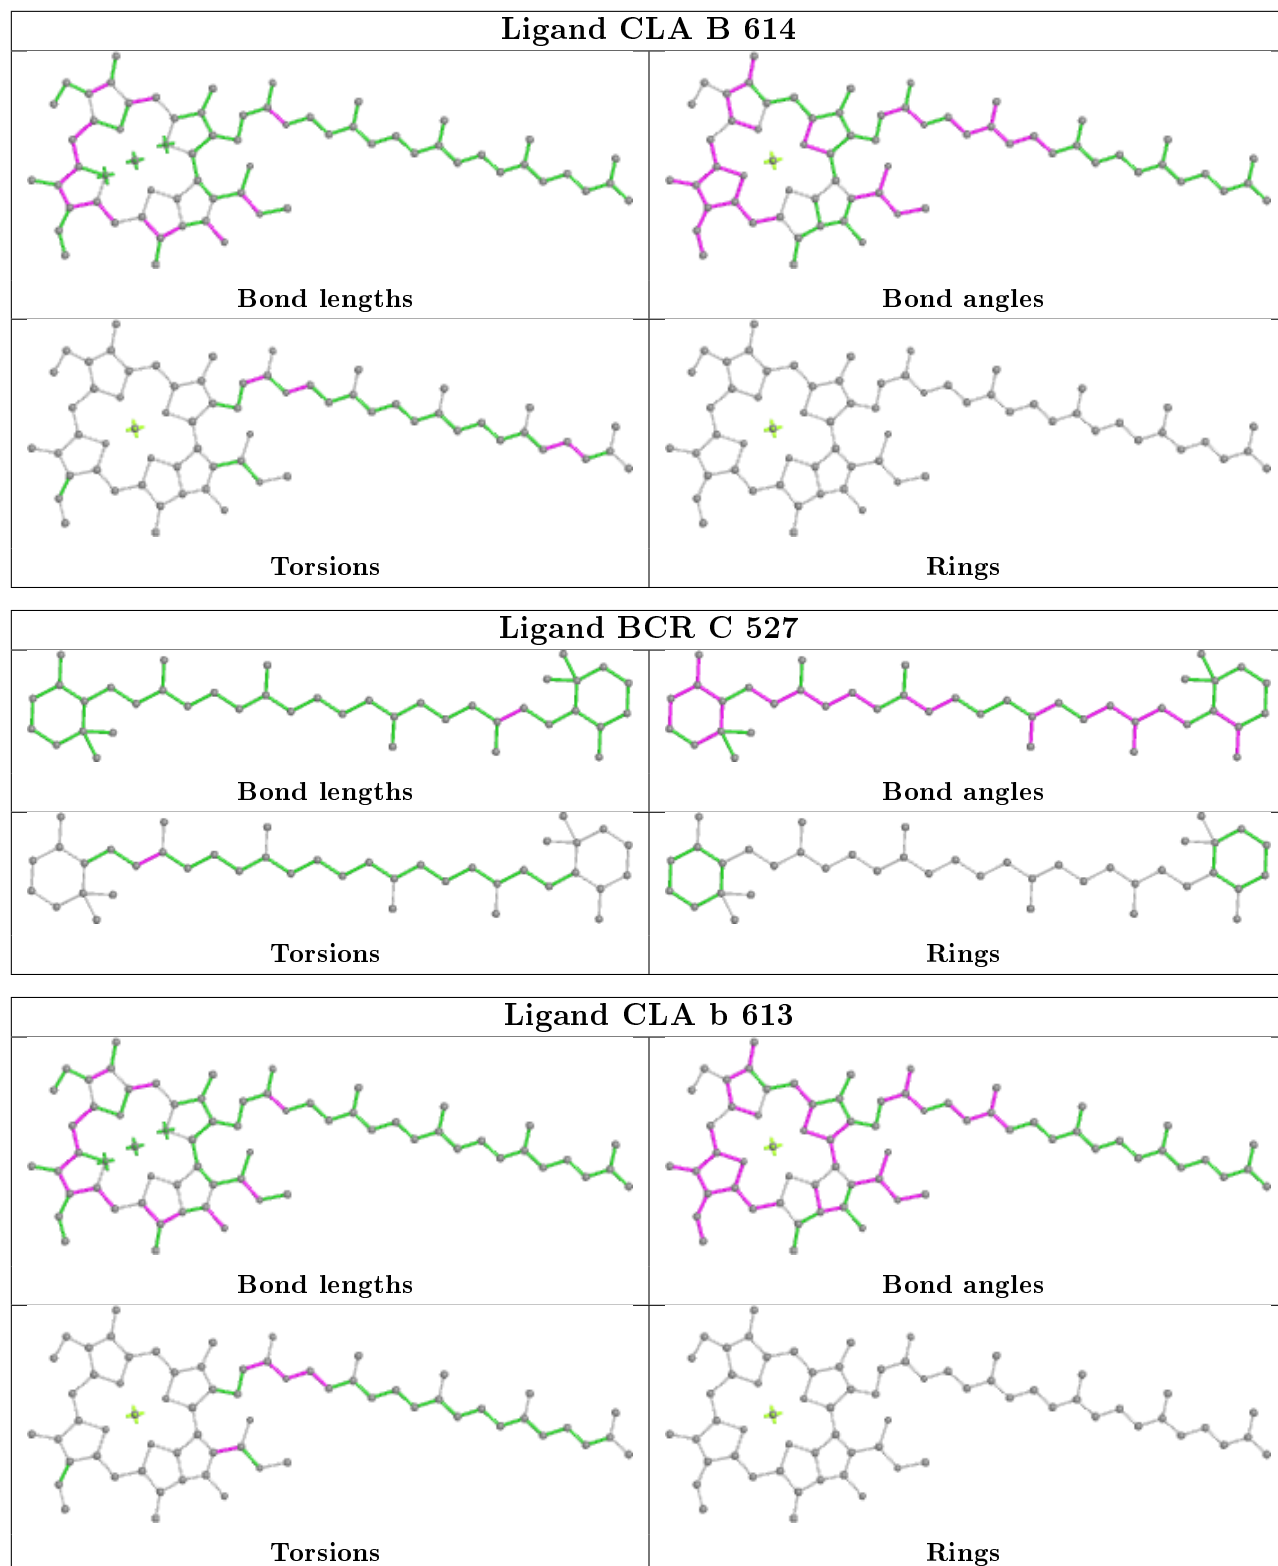 Ligand CLA B 614
Bond lengths
Bond angles
Torsions
Rings
Ligand BCR C 527
Bond lengths
Bond angles
Torsions
Rings
Ligand CLA b 613
Bond lengths
Bond angles
Torsions
Rings